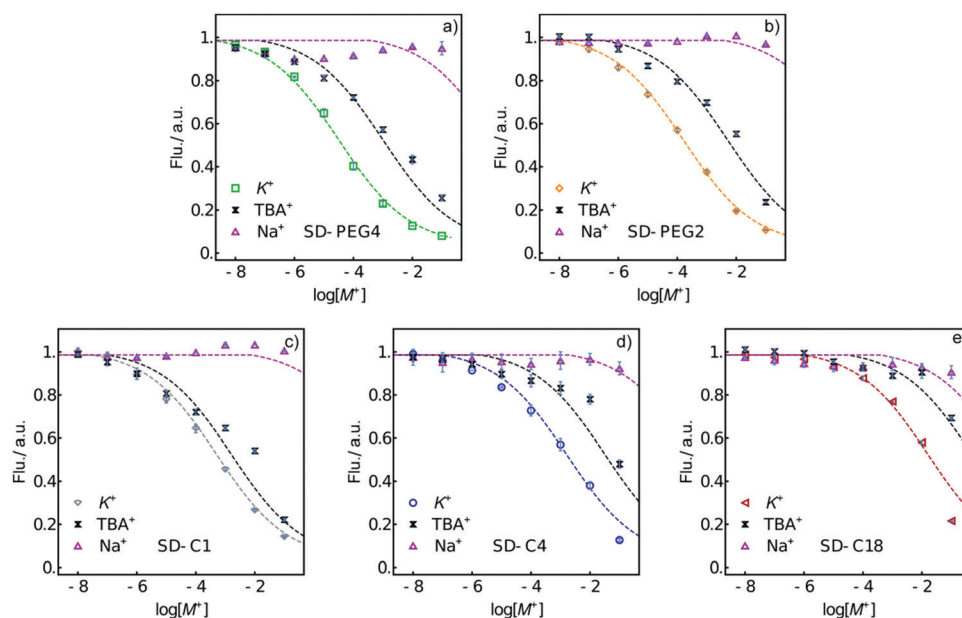 a)
1.
0.8
0.6
0.4
0.2
0.
Flu./ a.u.
K⁺
TBA⁺
Na⁺ SD- PEG4
- 8 - 6 - 4 - 2
log[M⁺]
b)
1.
0.8
0.6
0.4
0.2
0.
Flu./ a.u.
K⁺
TBA⁺
Na⁺ SD- PEG2
- 8 - 6 - 4 - 2
log[M⁺]
c)
1.
0.8
0.6
0.4
0.2
0.
Flu./ a.u.
K⁺
TBA⁺
Na⁺ SD- C1
- 8 - 6 - 4 - 2
log[M⁺]
d)
1.
0.8
0.6
0.4
0.2
0.
Flu./ a.u.
K⁺
TBA⁺
Na⁺ SD- C4
- 8 - 6 - 4 - 2
log[M⁺]
e
1.
0.8
0.6
0.4
0.2
0.
Flu./ a.u.
K⁺
TBA⁺
Na⁺ SD- C18
- 8 - 6 - 4 - 2
log[M⁺]